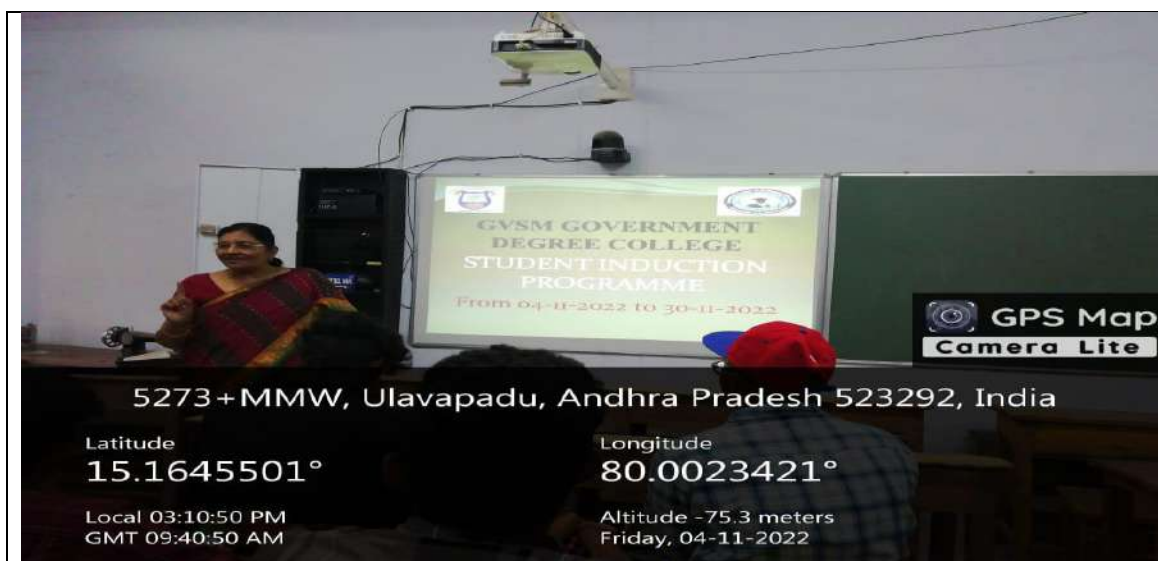 GVSM GOVERNMENT
DEGREE COLLEGE
STUDENT INDUCTION
PROGRAMME
From 04-11-2022 to 30-11-2022
GPS Map
Camera Lite
5273+MMW, Ulavapadu, Andhra Pradesh 523292, India
Latitude
15.1645501°
Longitude
80.0023421°
Local 03:10:50 PM
GMT 09:40:50 AM
Altitude -75.3 meters
Friday, 04-11-2022